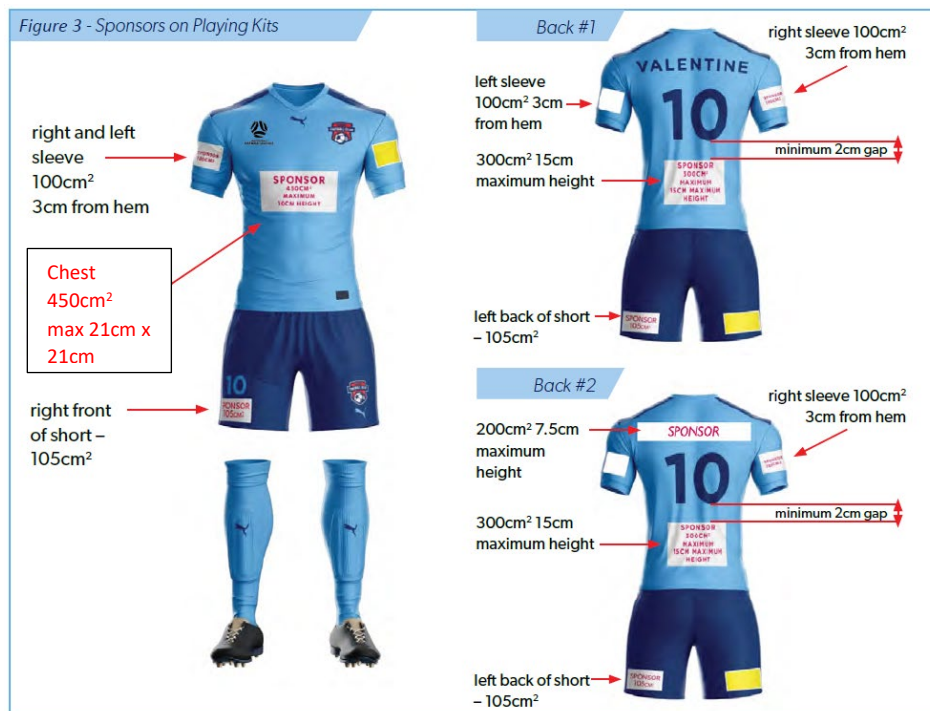 Figure 3 - Sponsors on Playing Kits
right and left
sleeve
100cm²
3cm from hem
SPONSOR
450CM²
MAXIMUM
HEIGHT
Chest
450cm²
max 21cm x
21cm
10
SPONSOR
105CM²
right front
of short –
105cm²
Back #1
left sleeve
100cm² 3cm
from hem
right sleeve 100cm²
3cm from hem
VALENTINE
10
minimum 2cm gap
300cm² 15cm
maximum height
SPONSOR
300CM²
MAXIMUM
15CM MAXIMUM
HEIGHT
left back of short
– 105cm²
SPONSOR
105CM²
Back #2
right sleeve 100cm²
3cm from hem
200cm² 7.5cm
maximum
height
SPONSOR
10
minimum 2cm gap
300cm² 15cm
maximum height
SPONSOR
300CM²
MAXIMUM
15CM MAXIMUM
HEIGHT
left back of short
– 105cm²
SPONSOR
105CM²